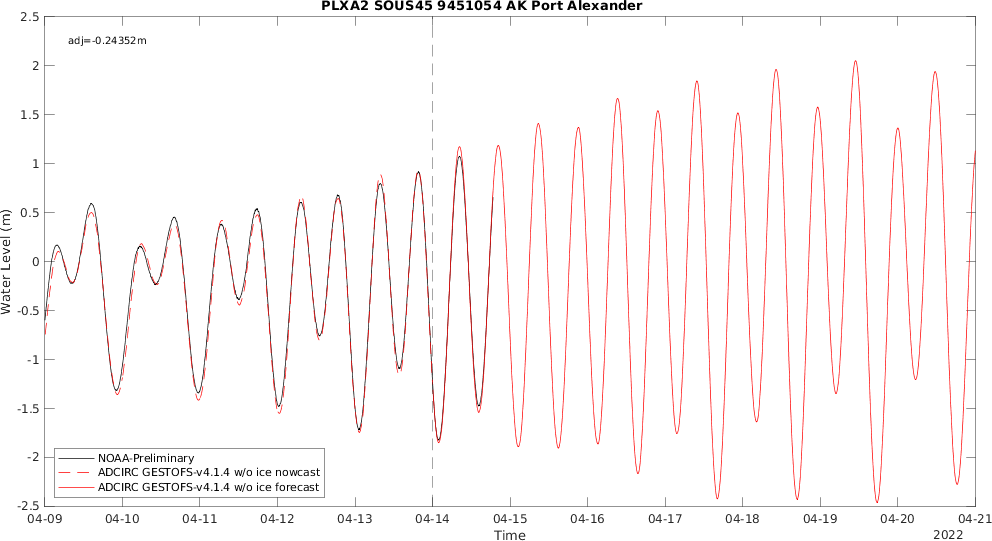 PLXA2 SOUS45 9451054 AK Port Alexander
adj=-0.24352m
2.5
2
1.5
1
0.5
0
-0.5
-1
-1.5
-2
-2.5
Water Level (m)
NOAA-Preliminary
ADCIRC GESTOFS-v4.1.4 w/o ice nowcast
ADCIRC GESTOFS-v4.1.4 w/o ice forecast
04-09 04-10 04-11 04-12 04-13 04-14 04-15 04-16 04-17 04-18 04-19 04-20 04-21
Time
2022